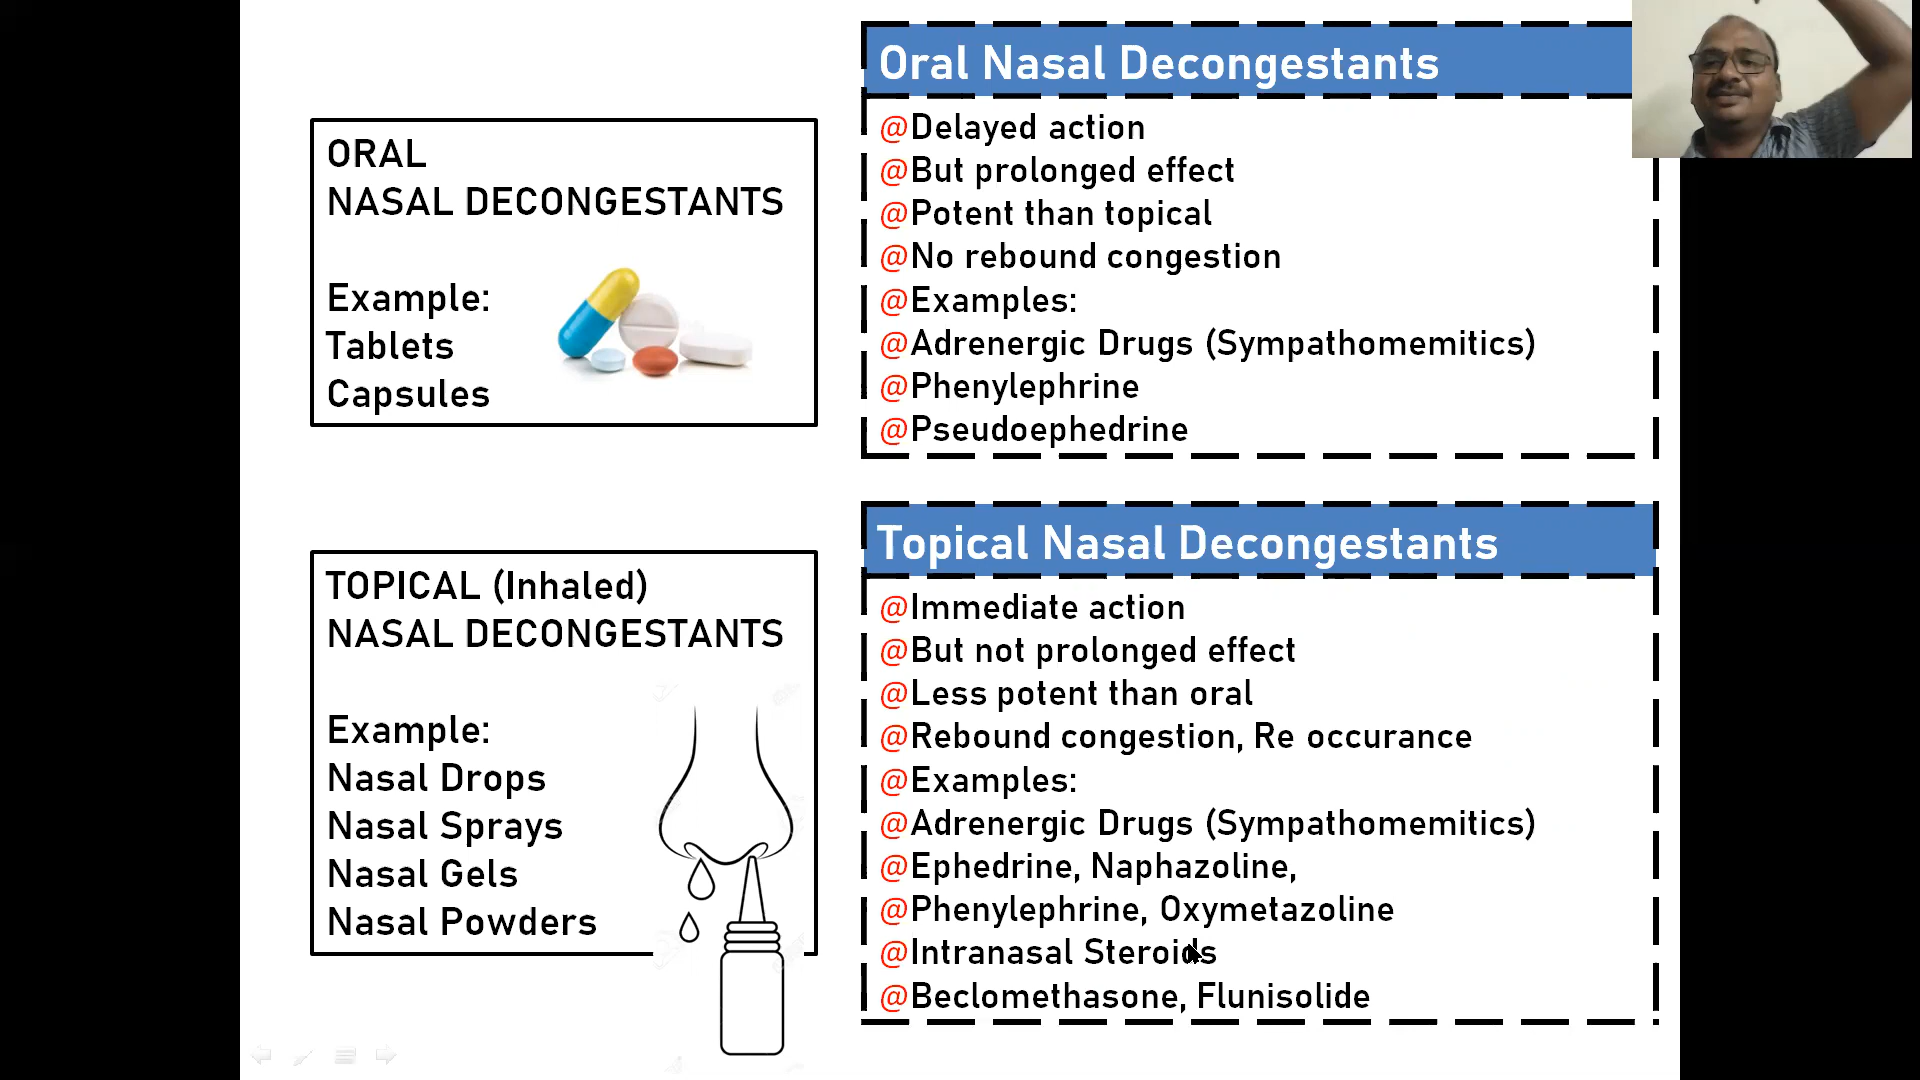 ORAL
NASAL DECONGESTANTS
Example:
Tablets
Capsules
Oral Nasal Decongestants
@Delayed action
@But prolonged effect
@Potent than topical
@No rebound congestion
@Examples:
@Adrenergic Drugs (Sympathomemitics)
@Phenylephrine
@Pseudoephedrine
TOPICAL (Inhaled)
NASAL DECONGESTANTS
Example:
Nasal Drops
Nasal Sprays
Nasal Gels
Nasal Powders
Topical Nasal Decongestants
@Immediate action
@But not prolonged effect
@Less potent than oral
@Rebound congestion, Re occurance
@Examples:
@Adrenergic Drugs (Sympathomemitics)
@Ephedrine, Naphazoline,
@Phenylephrine, Oxymetazoline
@Intranasal Steroids
@Beclomethasone, Flunisolide